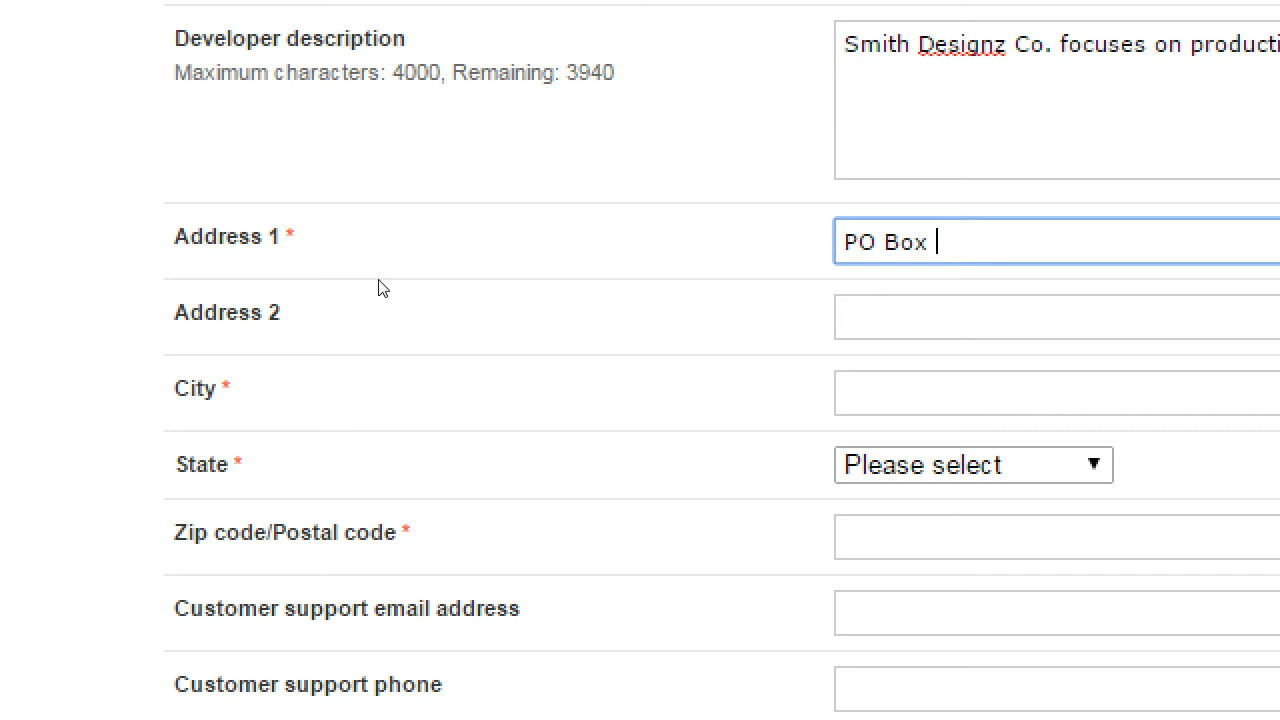 Developer description
Maximum characters: 4000, Remaining: 3940
Smith Designz Co. focuses on producti
Address 1 *
PO Box
Address 2
City *
State *
Please select
Zip code/Postal code *
Customer support email address
Customer support phone